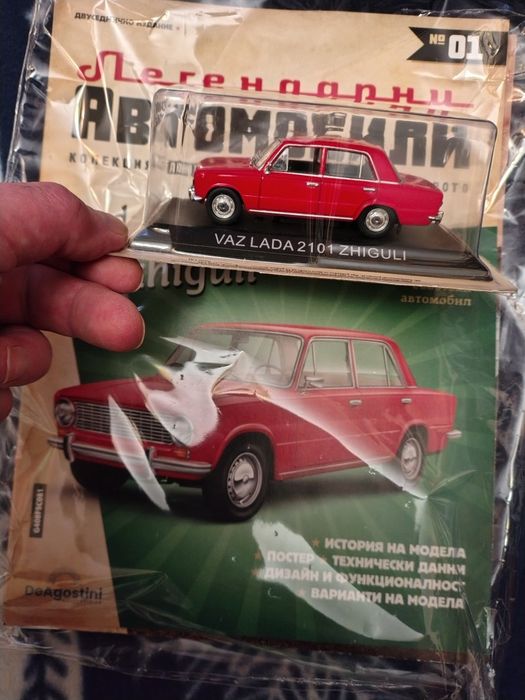 ДВУСЕДМИЧНО ИЗДАНИЕ
№ 01
Легендарни
АВТОМОБИЛИ
КОЛЕКЦИЯ
VAZ LADA 2101 ZHIGULI
Zhiguli
автомобил
ИСТОРИЯ НА МОДЕЛА
ПОСТЕР • ТЕХНИЧЕСКИ ДАННИ
ДИЗАЙН И ФУНКЦИОНАЛНОСТ
ВАРИАНТИ НА МОДЕЛА
DeAgostini